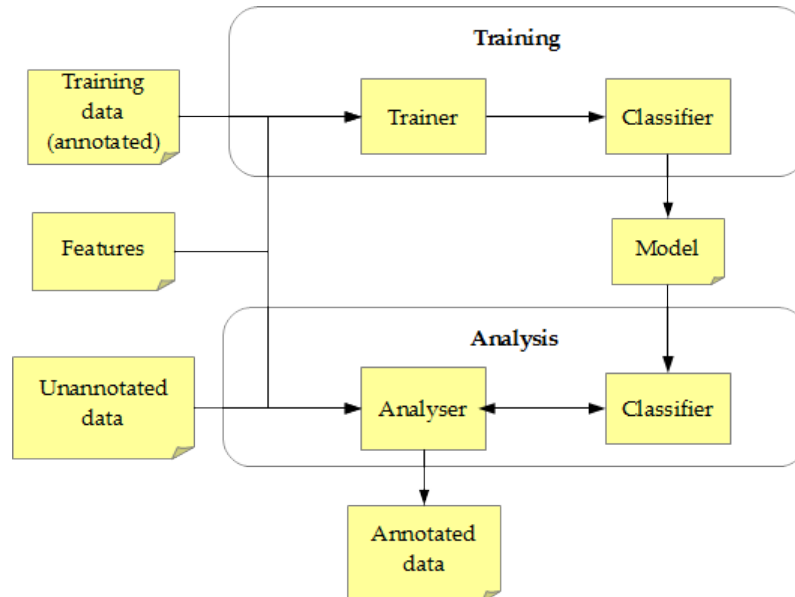 Training
Training
data
(annotated)
Trainer
Classifier
Features
Model
Analysis
Unannotated
data
Analyser
Classifier
Annotated
data